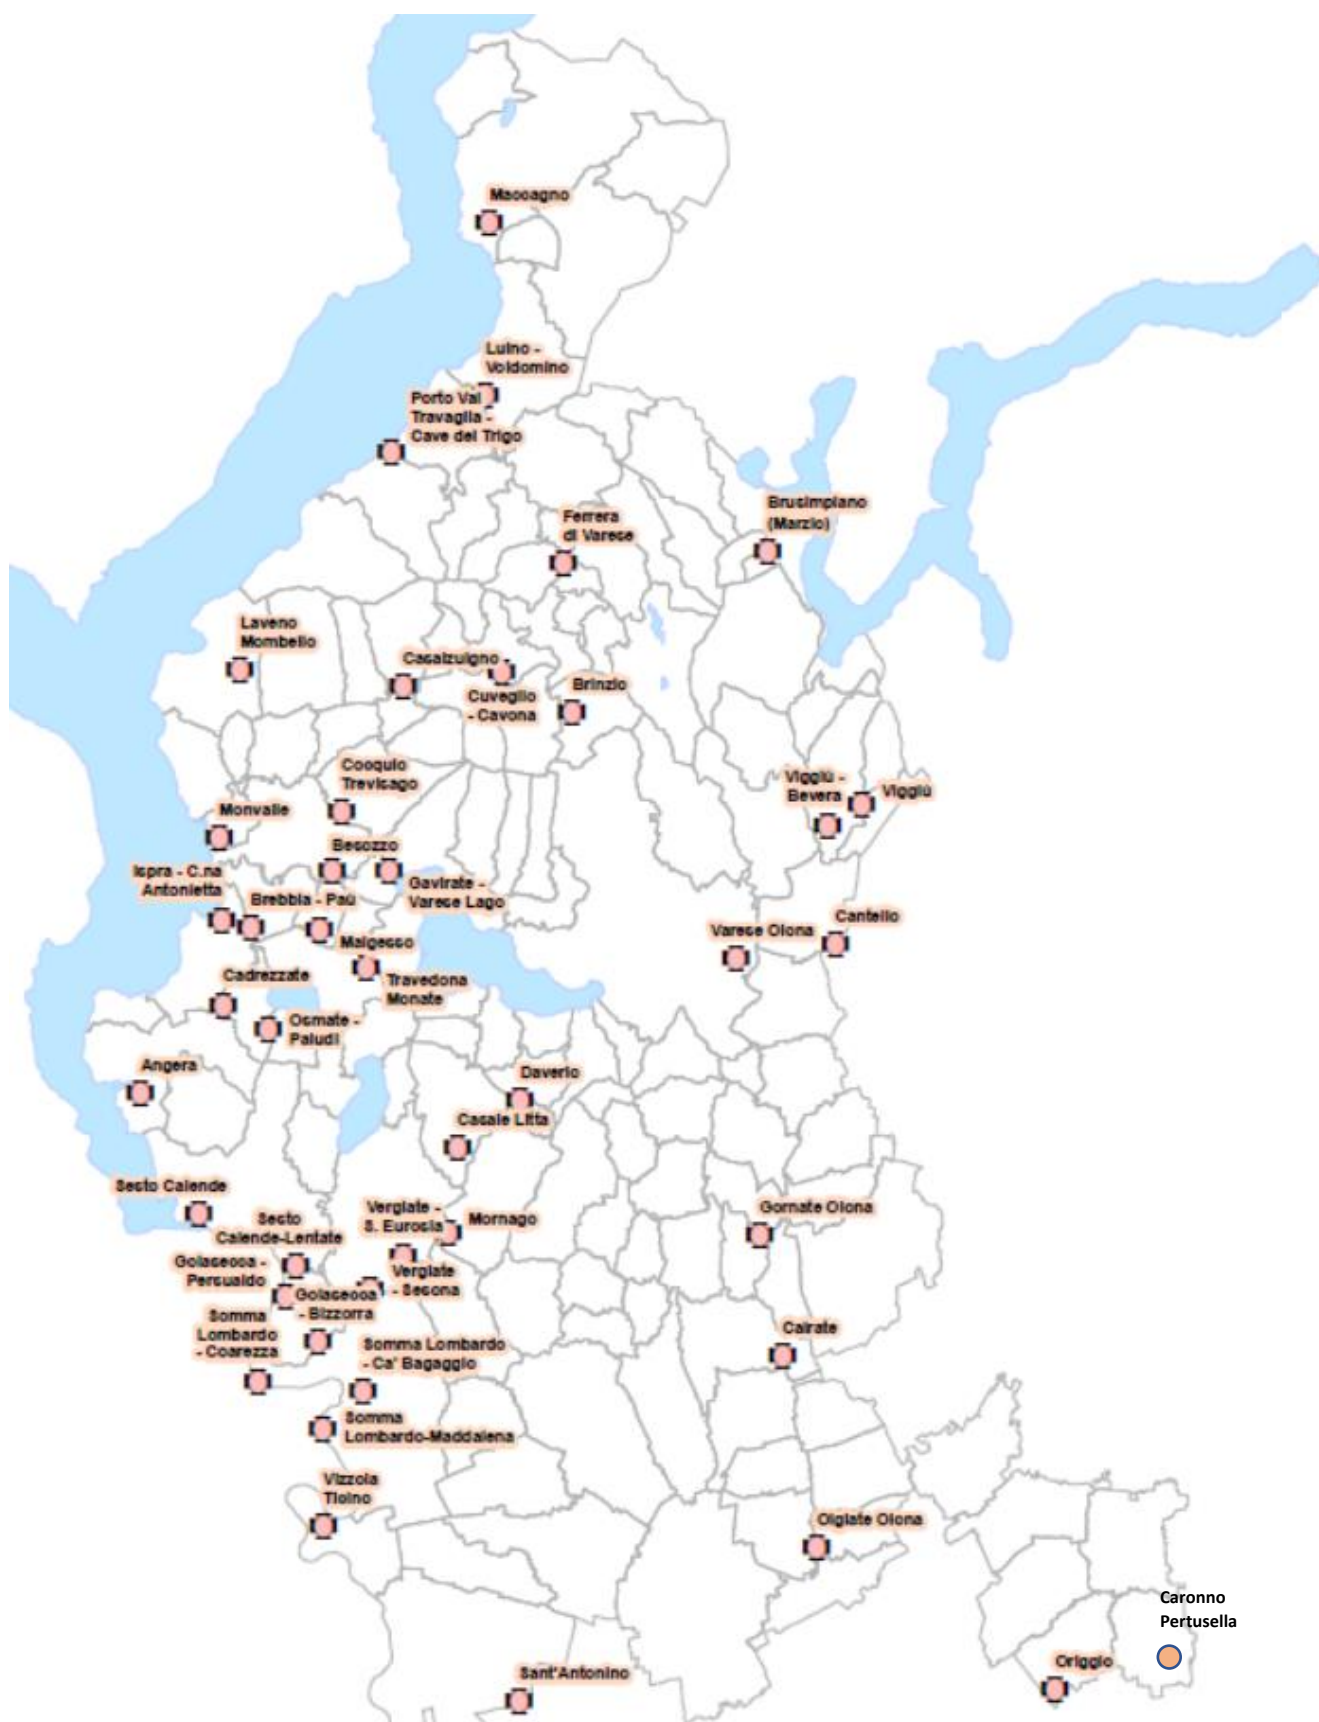 Maccagno
Luino -
Voldomino
Porto Val
Travaglia -
Cave del Trigo
Brusimpiano
(Marzio)
Ferrera
di Varese
Laveno
Mombello
Casalzuigno -
Cuveglio
- Cavona
Brinzio
Cocquio
Trevisago
Viggiù -
Bevera
Viggiù
Monvalle
Besozzo
Ispra - C.na
Antonietta
Gavirate -
Varese Lago
Brebbia - Paù
Malgesso
Varese Olona
Cantello
Cadrezzate
Travedona
Monate
Osmate -
Paludi
Angera
Daverio
Casale Litta
Sesto Calende
Vergiate -
S. Eurosia
Mornago
Gornate Olona
Sesto
Calende-Lentate
Golasecca -
Persualdo
Vergiate
- Sesona
Golasecca
- Bizzorra
Somma
Lombardo
- Coarezza
Somma Lombardo
- Ca' Bagaggio
Cairate
Somma
Lombardo-Maddalena
Vizzola
Ticino
Olgiate Olona
Caronno
Pertusella
Origgio
Sant'Antonino